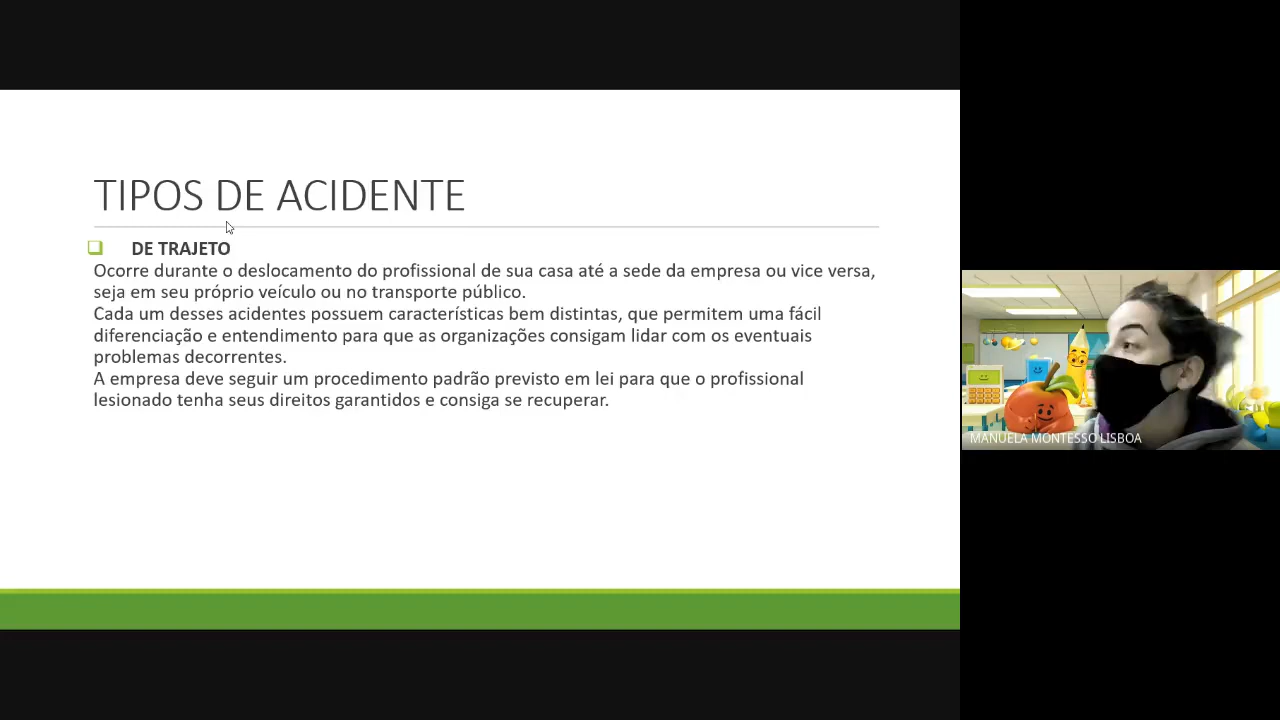 TIPOS DE ACIDENTE
DE TRAJETO
Ocorre durante o deslocamento do profissional de sua casa até a sede da empresa ou vice versa,
seja em seu próprio veículo ou no transporte público.
Cada um desses acidentes possuem características bem distintas, que permitem uma fácil
diferenciação e entendimento para que as organizações consigam lidar com os eventuais
problemas decorrentes.
A empresa deve seguir um procedimento padrão previsto em lei para que o profissional
lesionado tenha seus direitos garantidos e consiga se recuperar.
MANUELA MONTESSO LISBOA